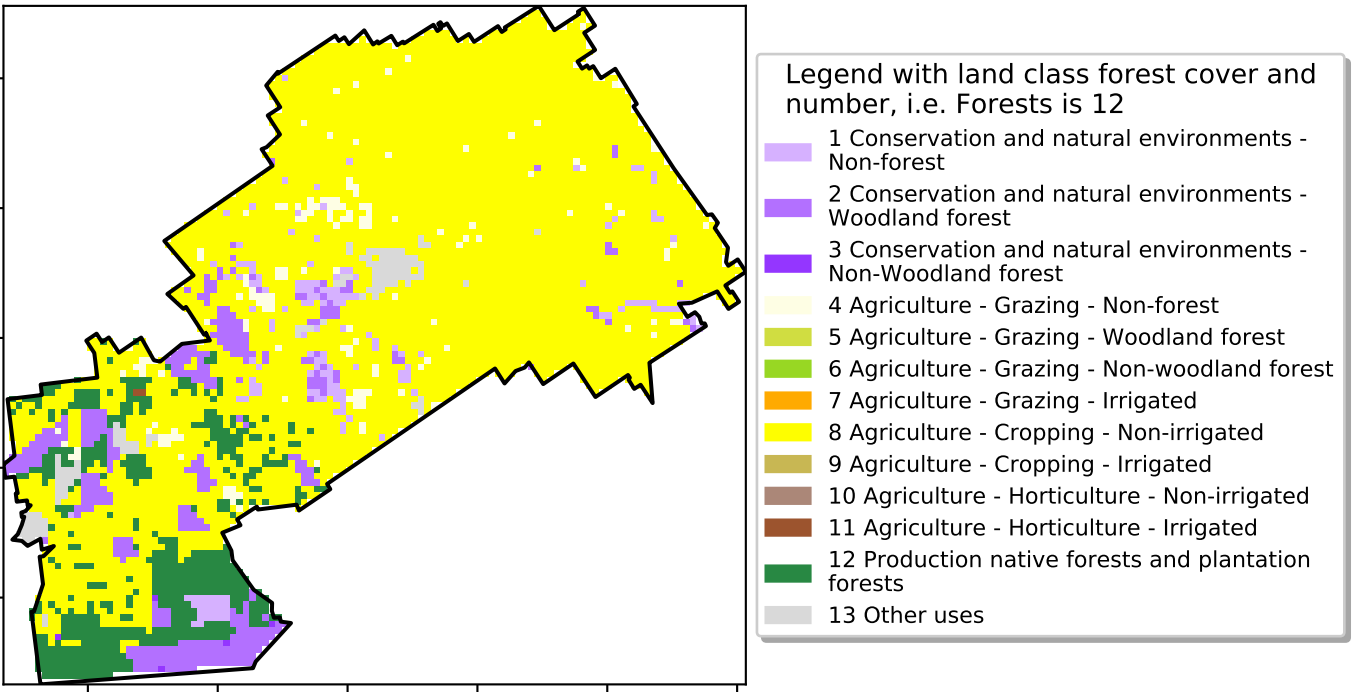 Legend with land class forest cover and
number, i.e. Forests is 12
1 Conservation and natural environments -
Non-forest
2 Conservation and natural environments -
Woodland forest
3 Conservation and natural environments -
Non-Woodland forest
4 Agriculture - Grazing - Non-forest
5 Agriculture - Grazing - Woodland forest
6 Agriculture - Grazing - Non-woodland forest
7 Agriculture - Grazing - Irrigated
8 Agriculture - Cropping - Non-irrigated
9 Agriculture - Cropping - Irrigated
10 Agriculture - Horticulture - Non-irrigated
11 Agriculture - Horticulture - Irrigated
12 Production native forests and plantation
forests
13 Other uses